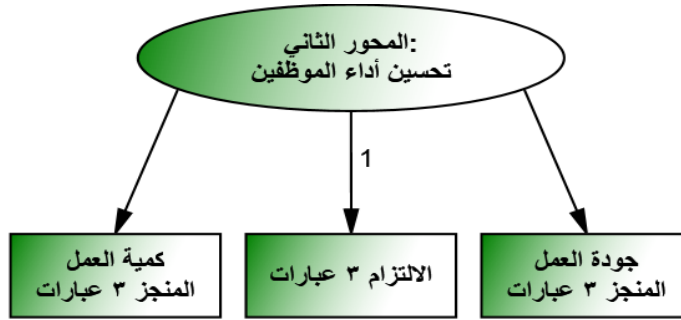 المحور الثاني:
تحسين أداء الموظفين
1
جودة العمل
المنجز ٣ عبارات
الالتزام ٣ عبارات
كمية العمل
المنجز ٣ عبارات